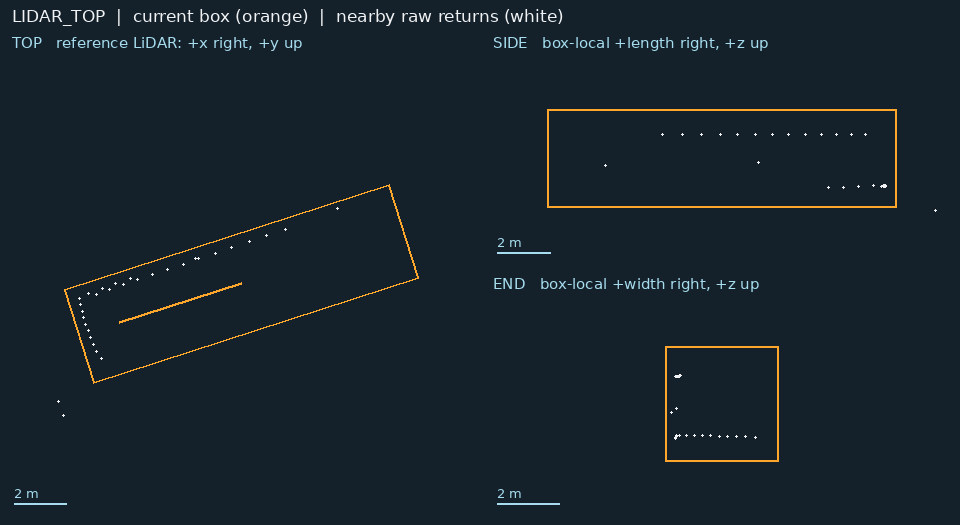 LIDAR_TOP | current box (orange) | nearby raw returns (white)
TOP reference LiDAR: +x right, +y up
SIDE box-local +length right, +z up
2 m
END box-local +width right, +z up
2 m
2 m